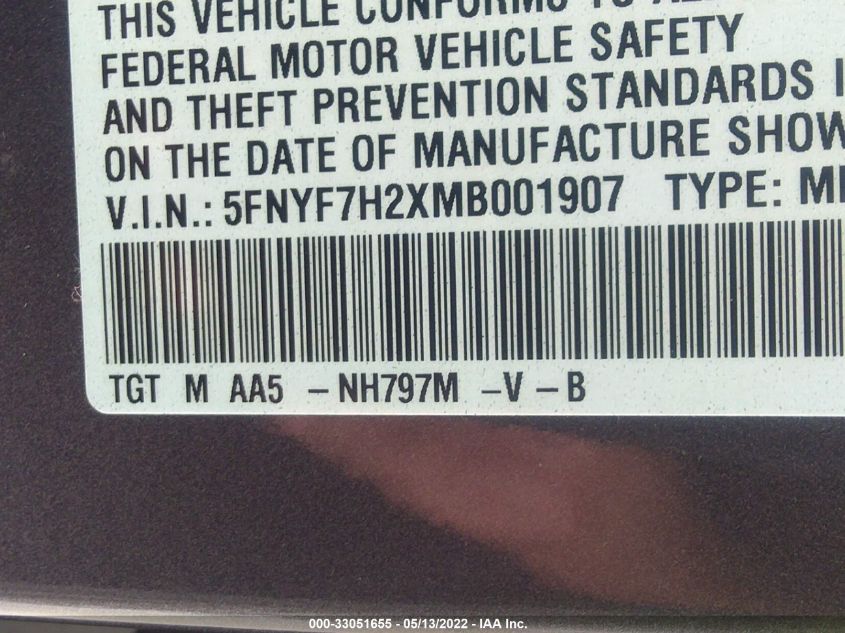 THIS VEHICLE CONFORMS TO
FEDERAL MOTOR VEHICLE SAFETY
AND THEFT PREVENTION STANDARDS
ON THE DATE OF MANUFACTURE SHOW
V.I.N.: 5FNYF7H2XMB001907 TYPE:
TGT M AA5 - NH797M -V - B
000-33051655 - 05/13/2022 - IAA Inc.